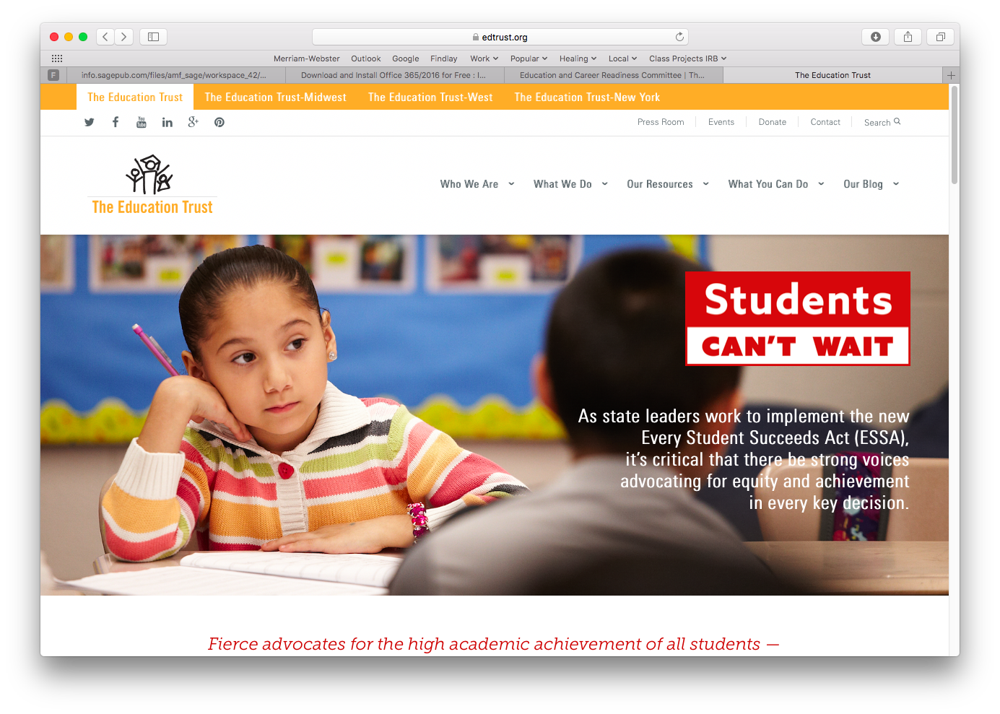 edtrust.org
Merriam-Webster Outlook Google Findlay Work Popular Healing Local Class Projects IRB
F info.sagepub.com/files/amf_sage/workspace_42/... Download and Install Office 365/2016 for Free : I... Education and Career Readiness Committee | Th... The Education Trust
The Education Trust The Education Trust-Midwest The Education Trust-West The Education Trust-New York
You Tube in g+ Press Room Events Donate Contact Search
Who We Are What We Do Our Resources What You Can Do Our Blog
The Education Trust
Students
CAN'T WAIT
As state leaders work to implement the new
Every Student Succeeds Act (ESSA),
it's critical that there be strong voices
advocating for equity and achievement
in every key decision.
Fierce advocates for the high academic achievement of all students —